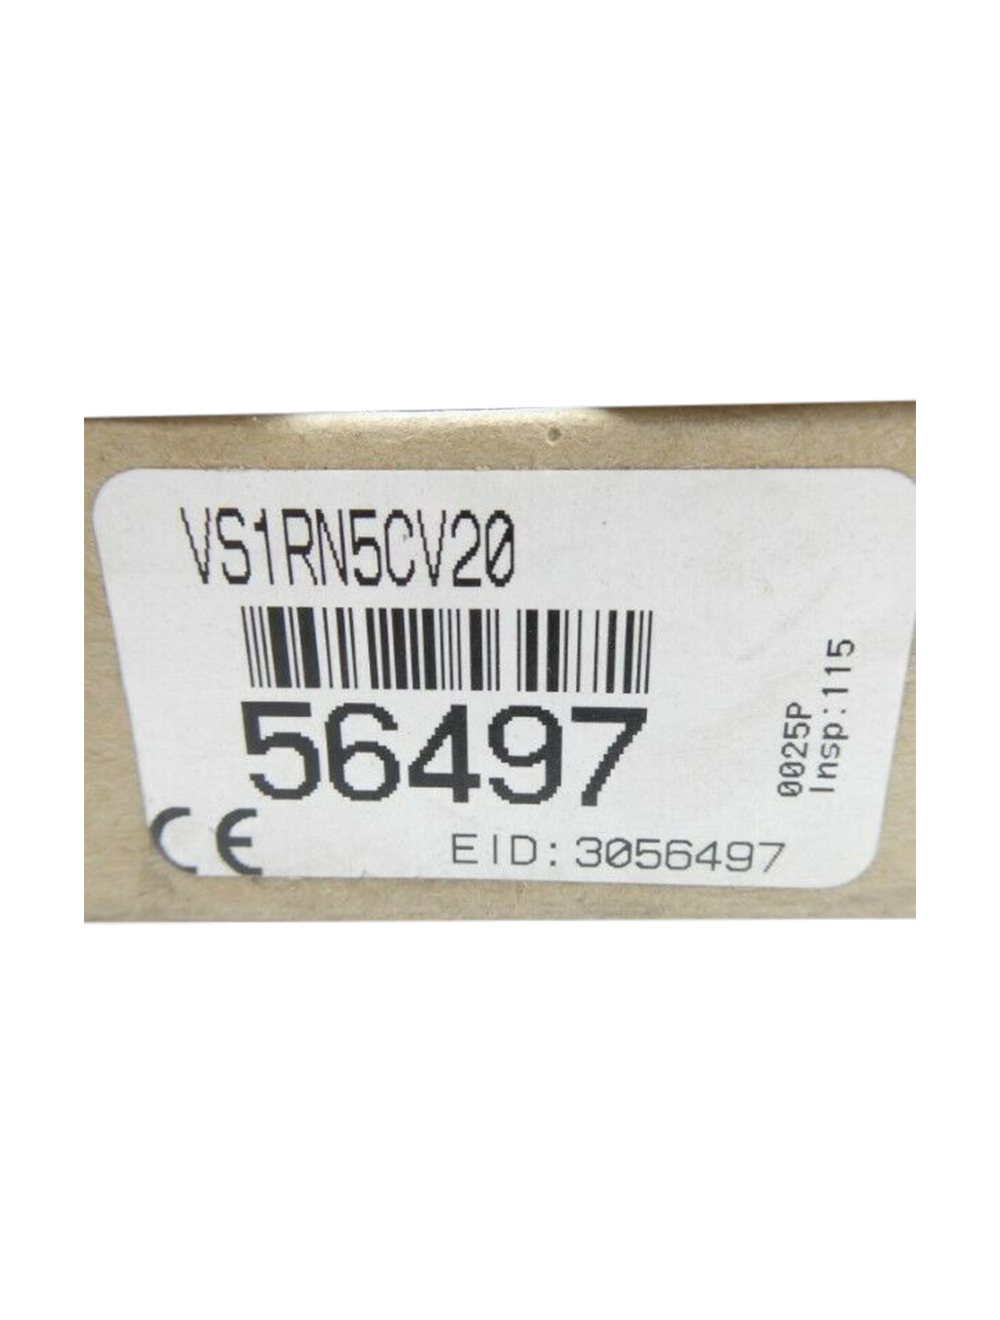 VS1RN5CV20
56497
CE
EID: 3056497
0025P
Insp:115